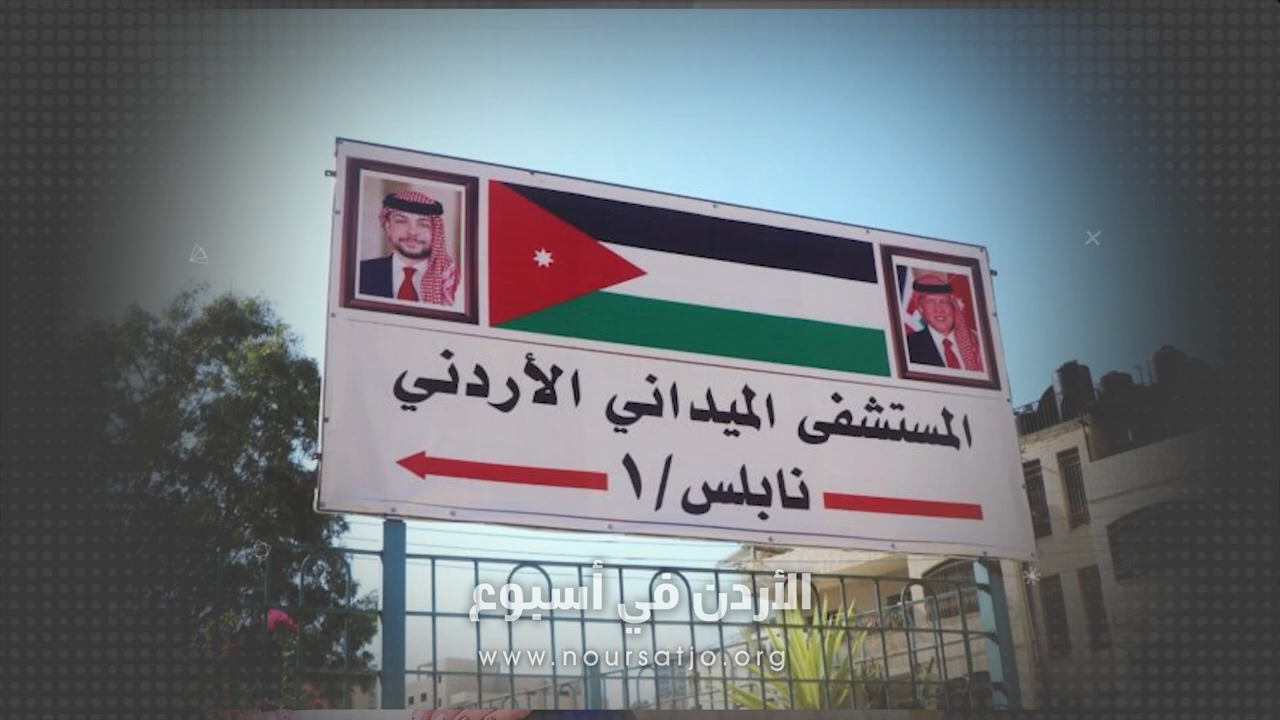 المستشفى الميداني الأردني
نابلس/١
الأردن في أسبوع
www.noursatjo.org